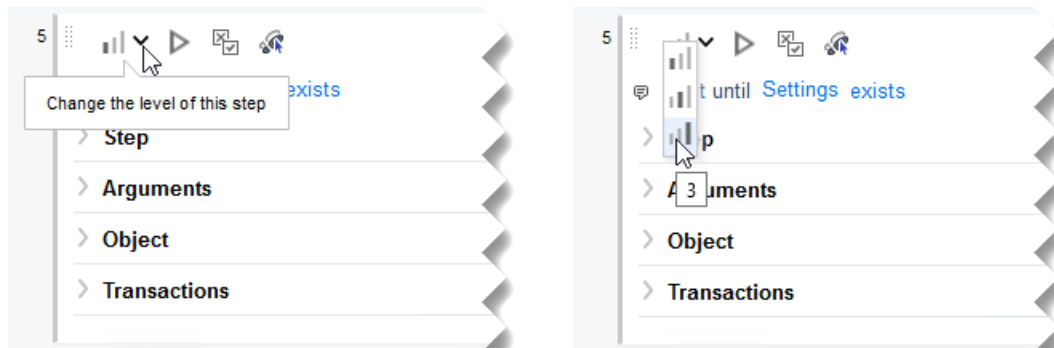 5
Change the level of this step
exists
Step
Arguments
Object
Transactions
5
t until Settings exists
p
3
A uments
Object
Transactions